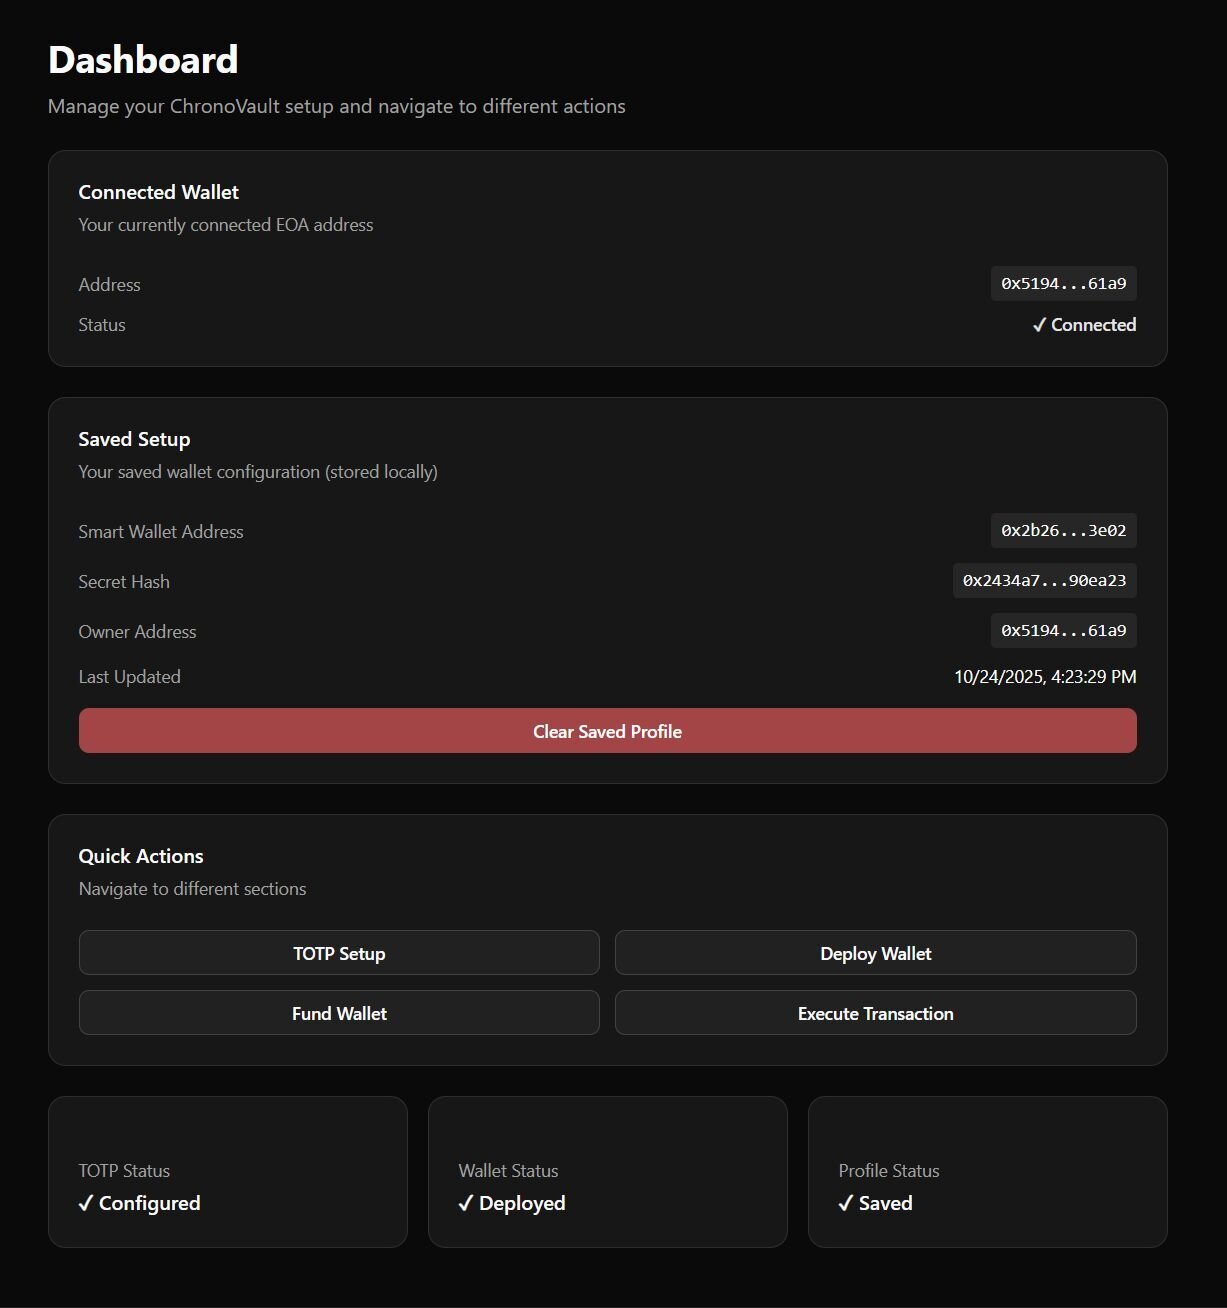 Dashboard
Manage your ChronoVault setup and navigate to different actions
Connected Wallet
Your currently connected EOA address
Address 0x5194...61a9
Status ✓ Connected
Saved Setup
Your saved wallet configuration (stored locally)
Smart Wallet Address 0x2b26...3e02
Secret Hash 0x2434a7...90ea23
Owner Address 0x5194...61a9
Last Updated 10/24/2025, 4:23:29 PM
Clear Saved Profile
Quick Actions
Navigate to different sections
TOTP Setup Deploy Wallet
Fund Wallet Execute Transaction
TOTP Status Wallet Status Profile Status
✓ Configured ✓ Deployed ✓ Saved